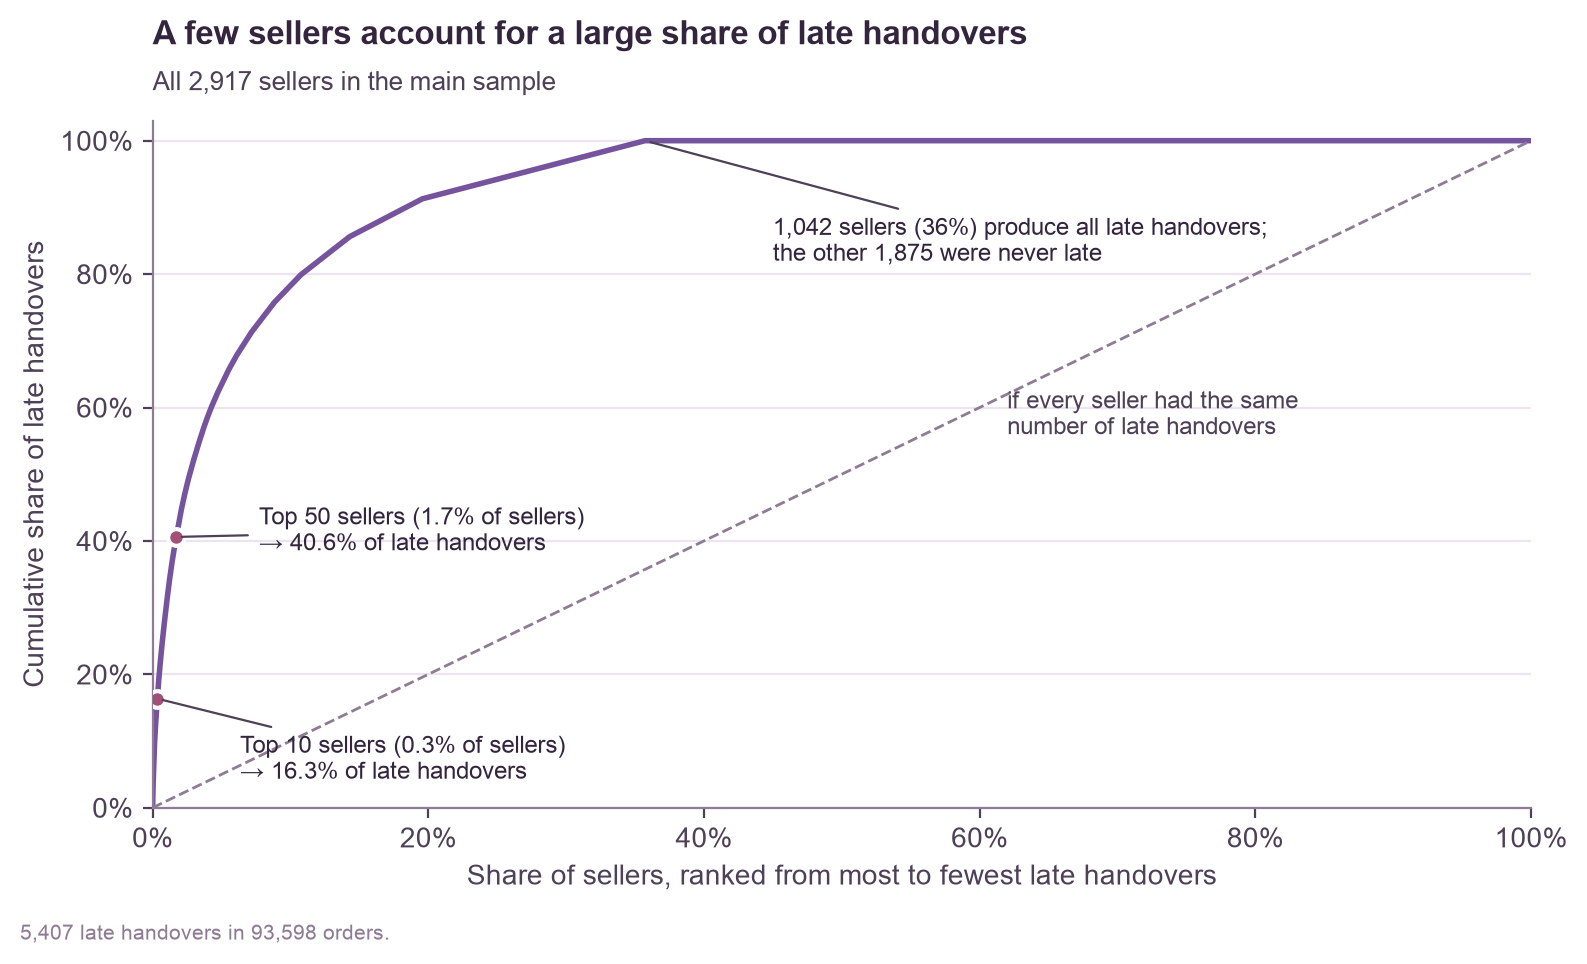 A few sellers account for a large share of late handovers
All 2,917 sellers in the main sample
Cumulative share of late handovers
100%
80%
60%
40%
20%
0%
1,042 sellers (36%) produce all late handovers;
the other 1,875 were never late
if every seller had the same
number of late handovers
Top 50 sellers (1.7% of sellers)
→ 40.6% of late handovers
Top 10 sellers (0.3% of sellers)
→ 16.3% of late handovers
0%
20%
40%
60%
80%
100%
Share of sellers, ranked from most to fewest late handovers
5,407 late handovers in 93,598 orders.